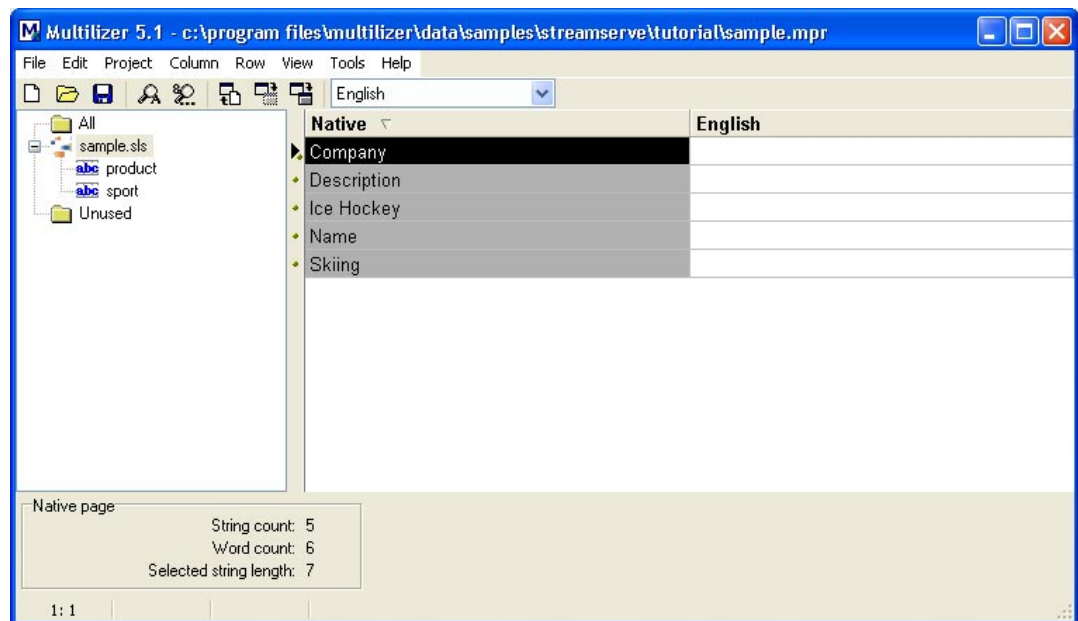 Multilizer 5.1 - c:\program files\multilizer\data\samples\streamserve\tutorial\sample.mpr
File Edit Project Column Row View Tools Help
English
All
sample.sls
abc product
abc sport
Unused
Native English
Company
Description
Ice Hockey
Name
Skiing
Native page
String count: 5
Word count: 6
Selected string length: 7
1: 1